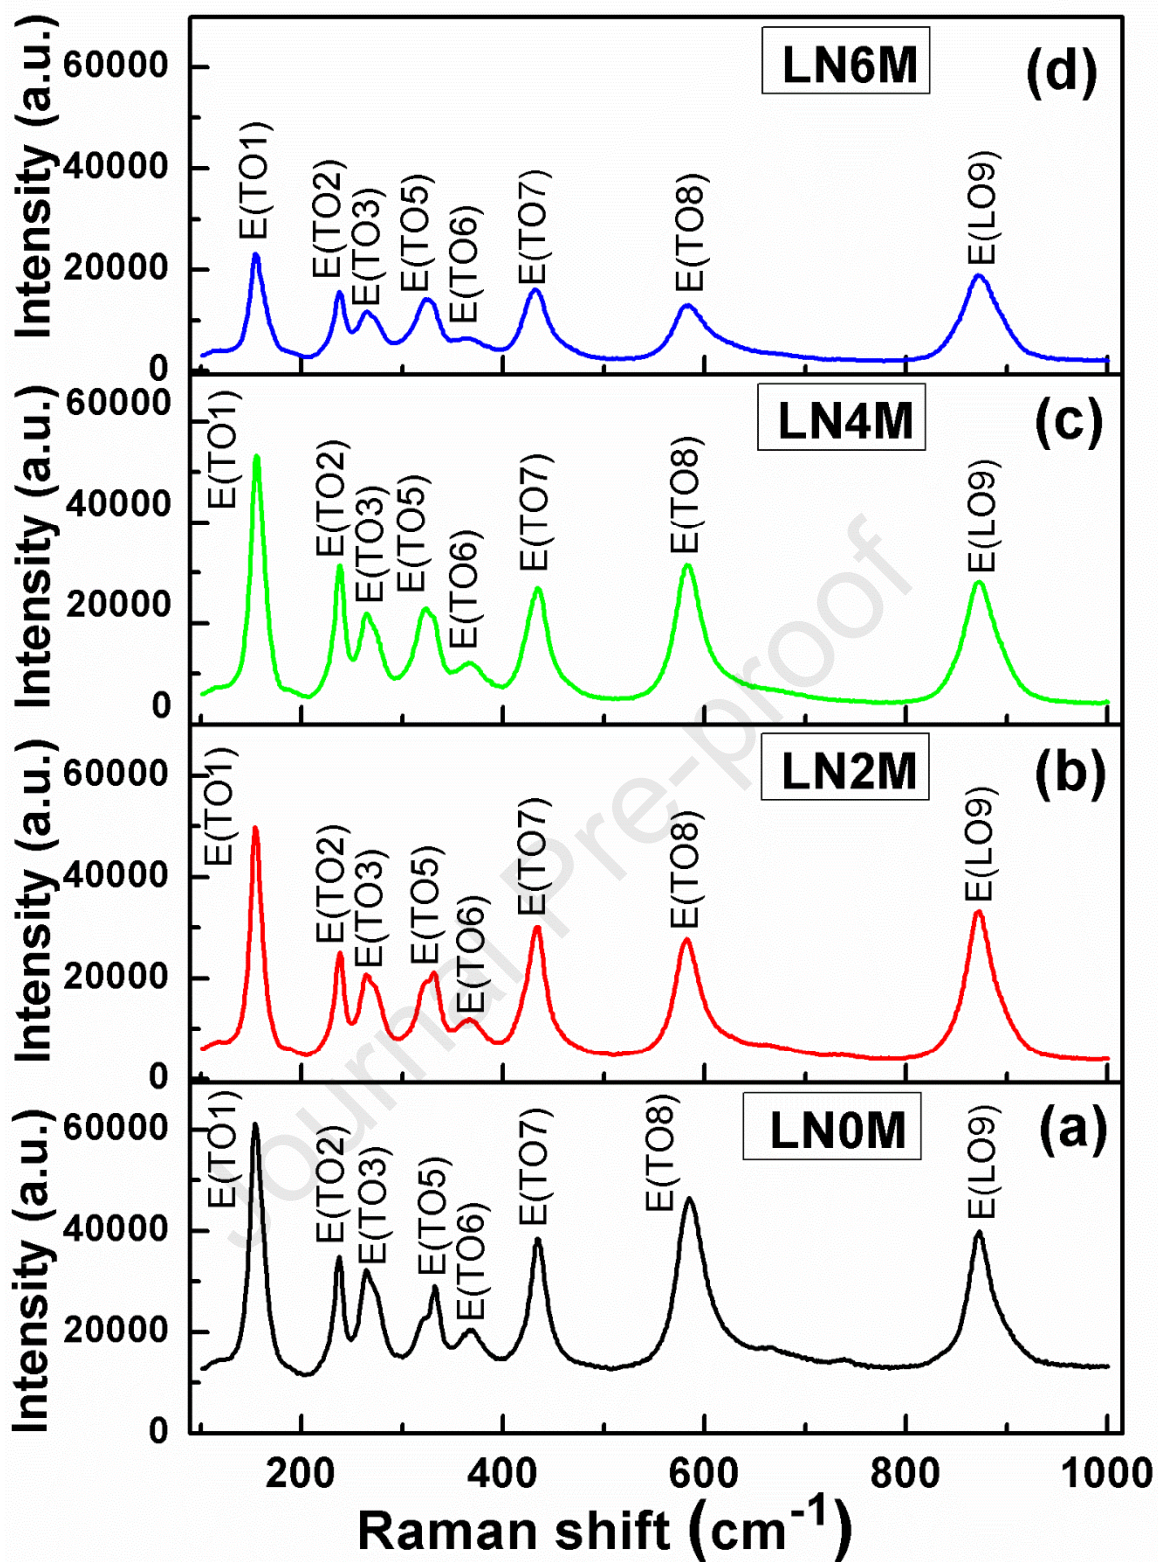 LN6M
(d)
Intensity (a.u.)
60000
40000
20000
0
E(TO1)
E(TO2)
E(TO3)
E(TO5)
E(TO6)
E(TO7)
E(TO8)
E(LO9)
LN4M
(c)
Intensity (a.u.)
60000
40000
20000
0
E(TO1)
E(TO2)
E(TO3)
E(TO5)
E(TO6)
E(TO7)
E(TO8)
E(LO9)
LN2M
(b)
Intensity (a.u.)
60000
40000
20000
0
E(TO1)
E(TO2)
E(TO3)
E(TO5)
E(TO6)
E(TO7)
E(TO8)
E(LO9)
LN0M
(a)
Intensity (a.u.)
60000
40000
20000
0
E(TO1)
E(TO2)
E(TO3)
E(TO5)
E(TO6)
E(TO7)
E(TO8)
E(LO9)
200 400 600 800 1000
Raman shift (cm⁻¹)
Journal Pre-proof